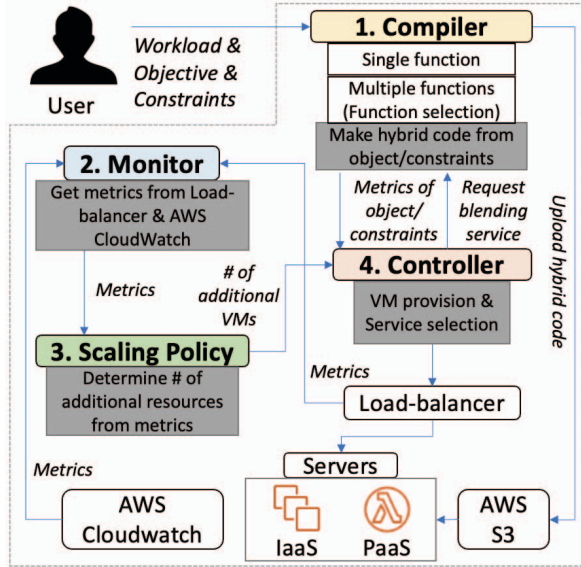 1. Compiler
Single function
Multiple functions
(Function selection)
Make hybrid code from
object/constraints
User
Workload &
Objective &
Constraints
2. Monitor
Get metrics from Load-
balancer & AWS
CloudWatch
Metrics of
object/
constraints
Request
blending
service
Upload hybrid code
Metrics
# of
additional
VMs
4. Controller
VM provision &
Service selection
3. Scaling Policy
Determine # of
additional resources
from metrics
Metrics
Load-balancer
Servers
IaaS
PaaS
Metrics
AWS
Cloudwatch
AWS
S3